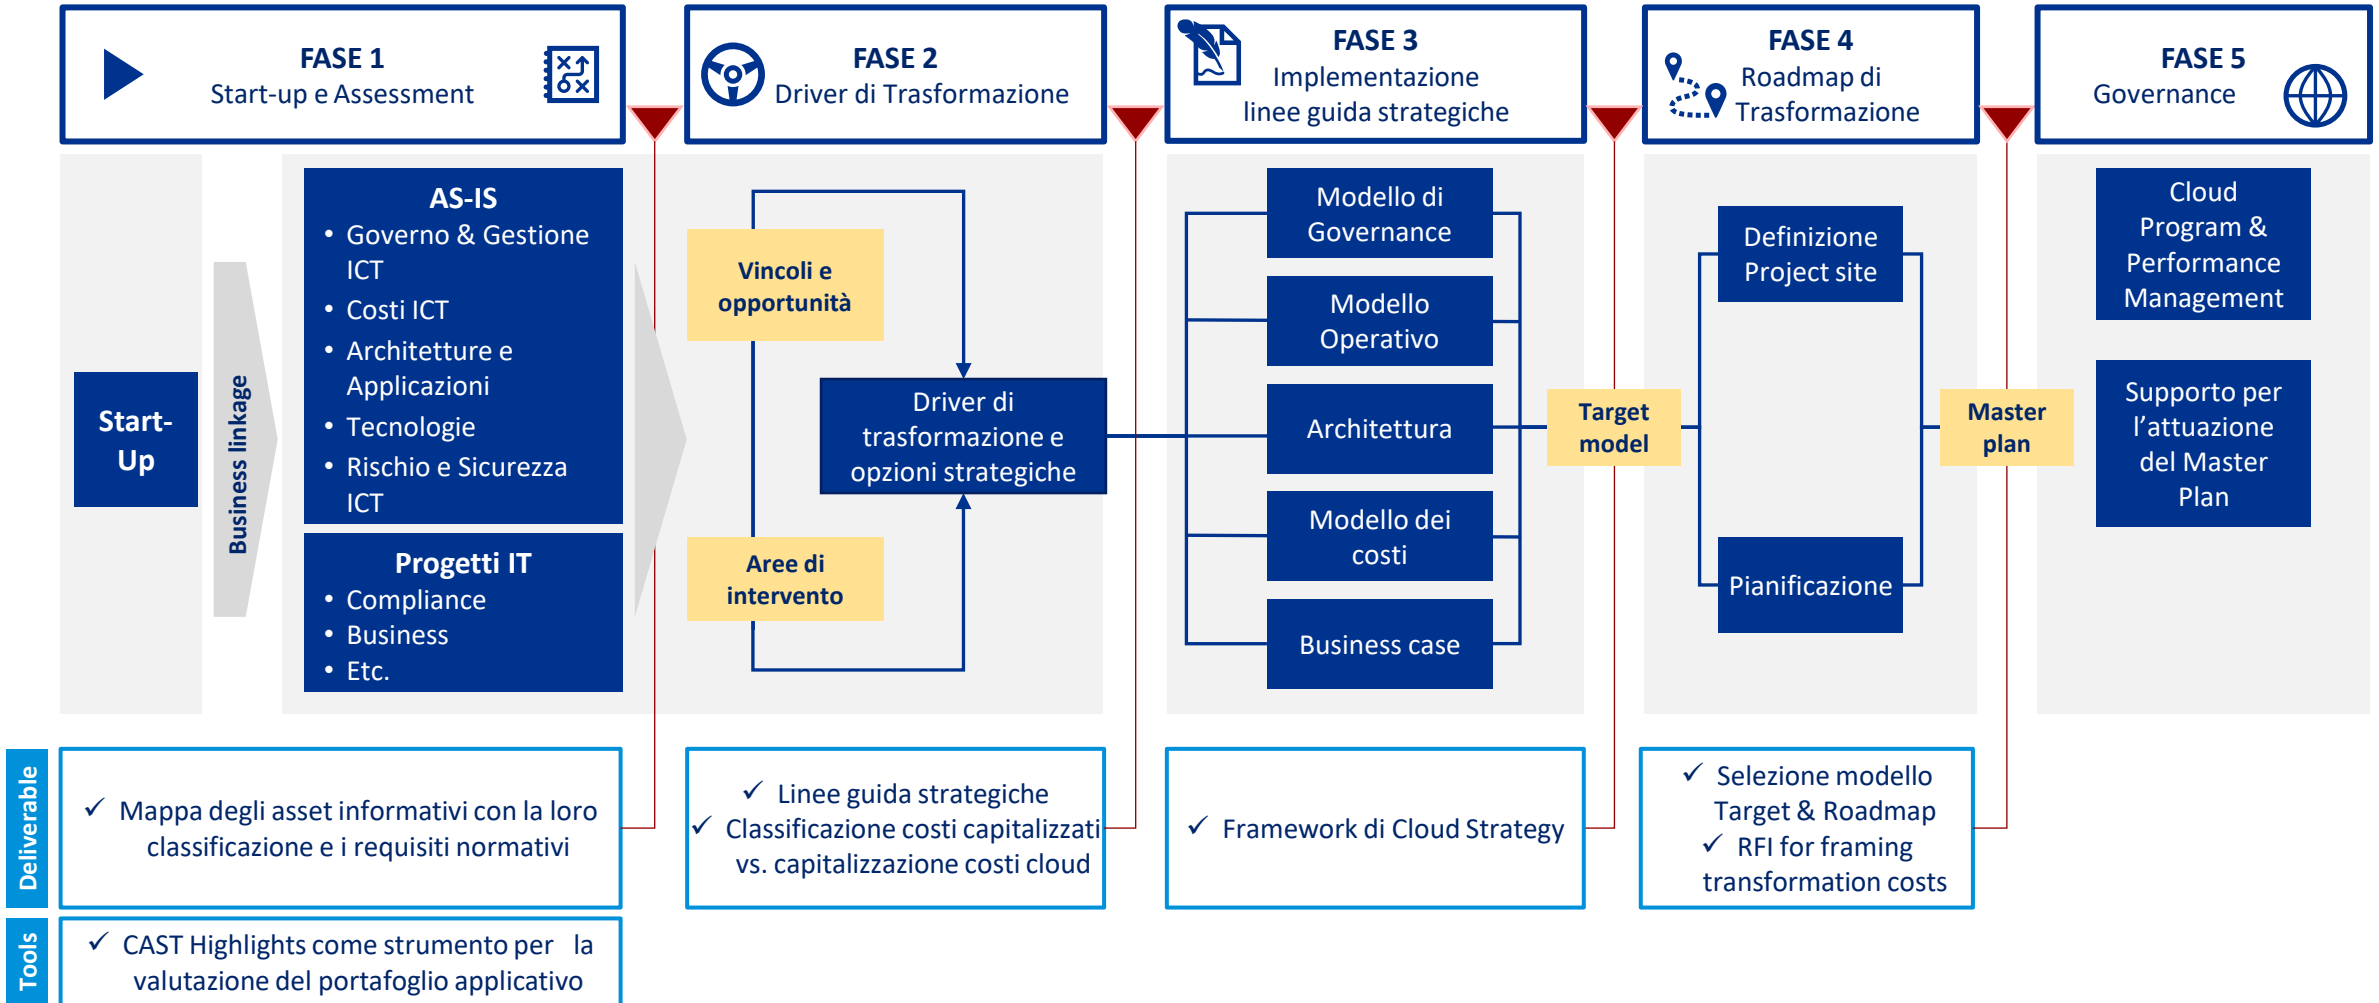 FASE 1
Start-up e Assessment
FASE 2
Driver di Trasformazione
FASE 3
Implementazione
linee guida strategiche
FASE 4
Roadmap di
Trasformazione
FASE 5
Governance
Start-
Up
Business linkage
AS-IS
• Governo & Gestione
ICT
• Costi ICT
• Architetture e
Applicazioni
• Tecnologie
• Rischio e Sicurezza
ICT
Progetti IT
• Compliance
• Business
• Etc.
Vincoli e
opportunità
Aree di
intervento
Driver di
trasformazione e
opzioni strategiche
Modello di
Governance
Modello
Operativo
Architettura
Modello dei
costi
Business case
Target
model
Definizione
Project site
Pianificazione
Master
plan
Cloud
Program &
Performance
Management
Supporto per
l’attuazione
del Master
Plan
Deliverable
✓ Mappa degli asset informativi con la loro
classificazione e i requisiti normativi
✓ Linee guida strategiche
✓ Classificazione costi capitalizzati
vs. capitalizzazione costi cloud
✓ Framework di Cloud Strategy
✓ Selezione modello
Target & Roadmap
✓ RFI for framing
transformation costs
Tools
✓ CAST Highlights come strumento per la
valutazione del portafoglio applicativo